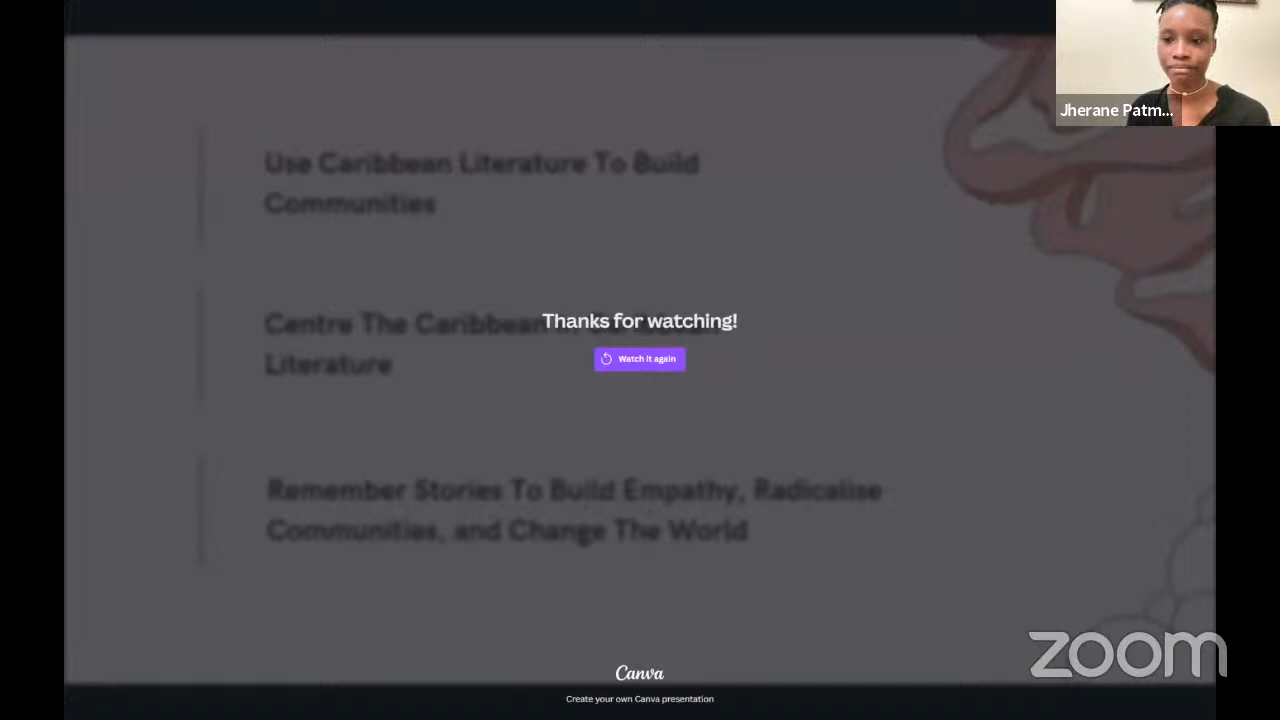 Jherane Patm...
Use Caribbean Literature To Build
Communities
Centre The Caribbean
Literature
Thanks for watching!
Watch it again
Remember Stories To Build Empathy, Radicalise
Communities, and Change The World
zoom
Canva
Create your own Canva presentation